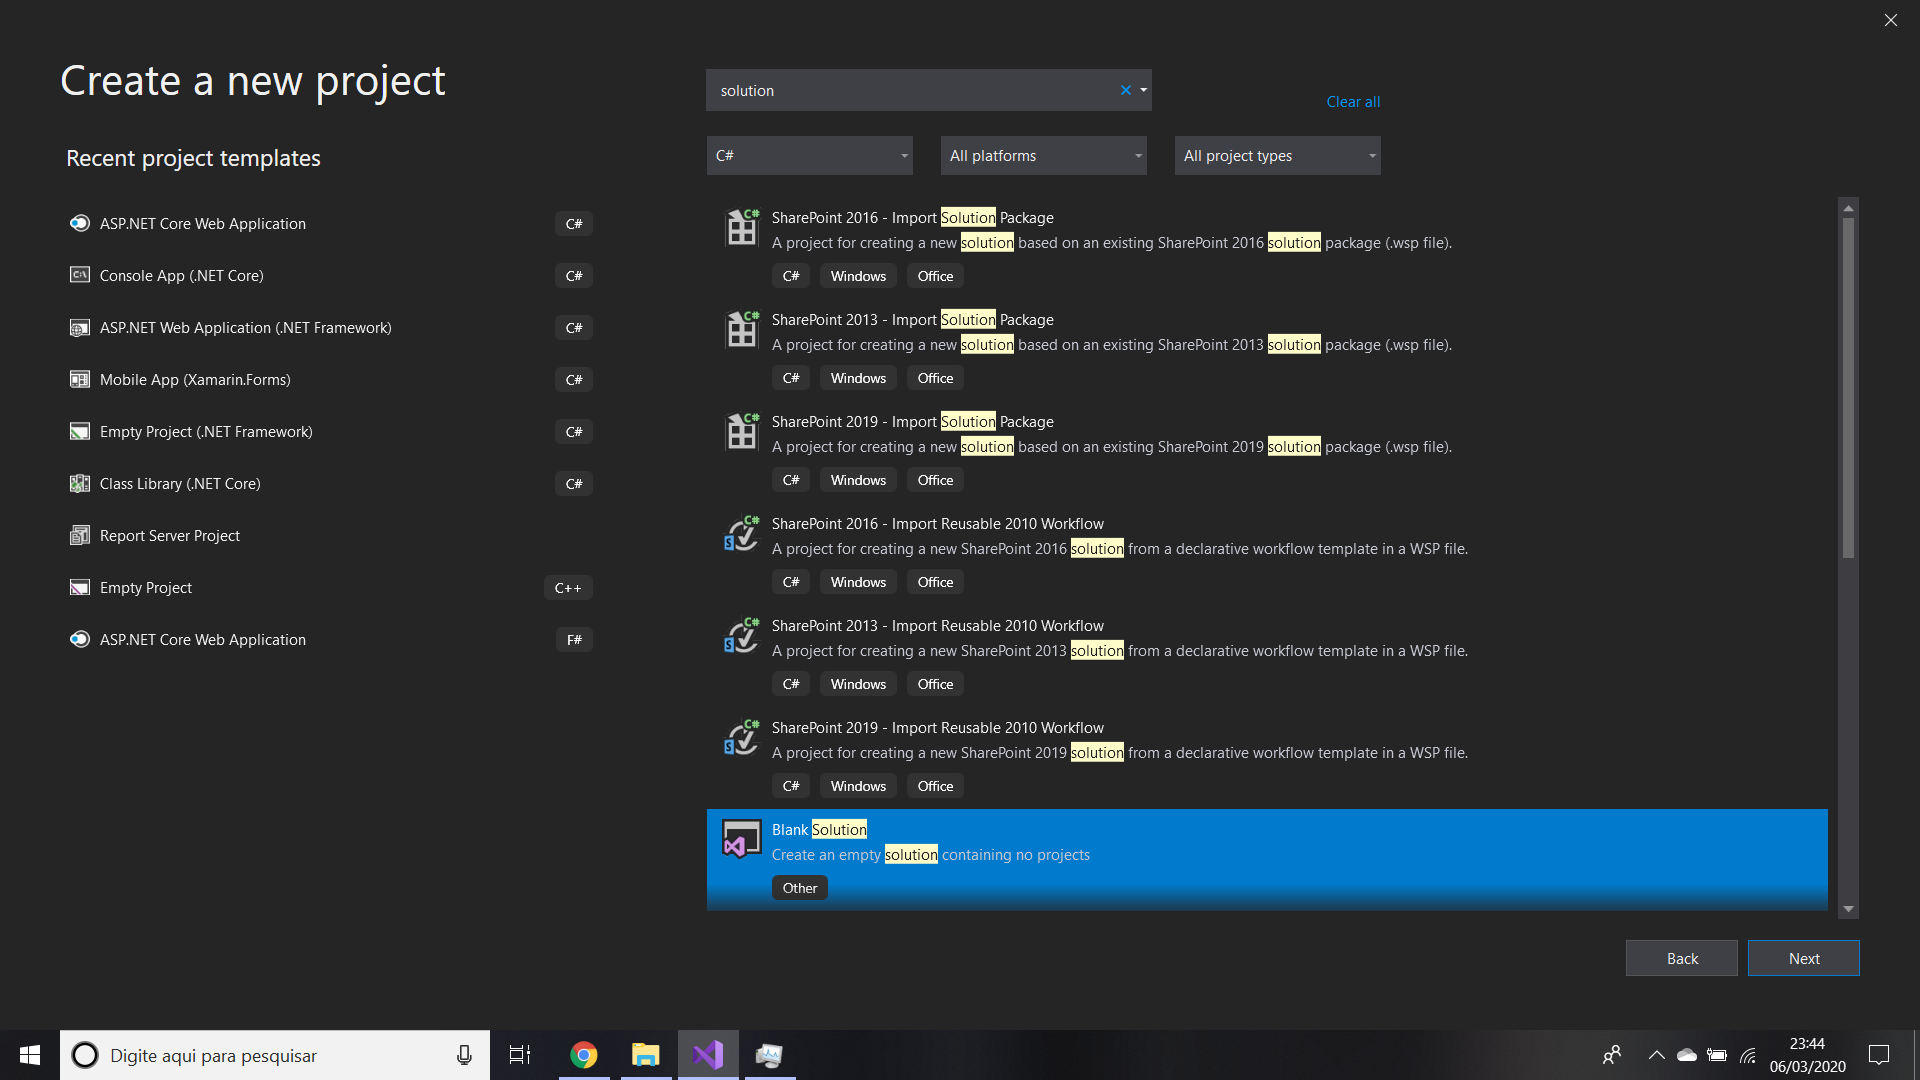 Create a new project
Recent project templates
ASP.NET Core Web Application C#
Console App (.NET Core) C#
ASP.NET Web Application (.NET Framework) C#
Mobile App (Xamarin.Forms) C#
Empty Project (.NET Framework) C#
Class Library (.NET Core) C#
Report Server Project
Empty Project C++
ASP.NET Core Web Application F#
solution
Clear all
C# All platforms All project types
SharePoint 2016 - Import Solution Package
A project for creating a new solution based on an existing SharePoint 2016 solution package (.wsp file).
C# Windows Office
SharePoint 2013 - Import Solution Package
A project for creating a new solution based on an existing SharePoint 2013 solution package (.wsp file).
C# Windows Office
SharePoint 2019 - Import Solution Package
A project for creating a new solution based on an existing SharePoint 2019 solution package (.wsp file).
C# Windows Office
SharePoint 2016 - Import Reusable 2010 Workflow
A project for creating a new SharePoint 2016 solution from a declarative workflow template in a WSP file.
C# Windows Office
SharePoint 2013 - Import Reusable 2010 Workflow
A project for creating a new SharePoint 2013 solution from a declarative workflow template in a WSP file.
C# Windows Office
SharePoint 2019 - Import Reusable 2010 Workflow
A project for creating a new SharePoint 2019 solution from a declarative workflow template in a WSP file.
C# Windows Office
Blank Solution
Create an empty solution containing no projects
Other
Back Next
Digite aqui para pesquisar
23:44
06/03/2020